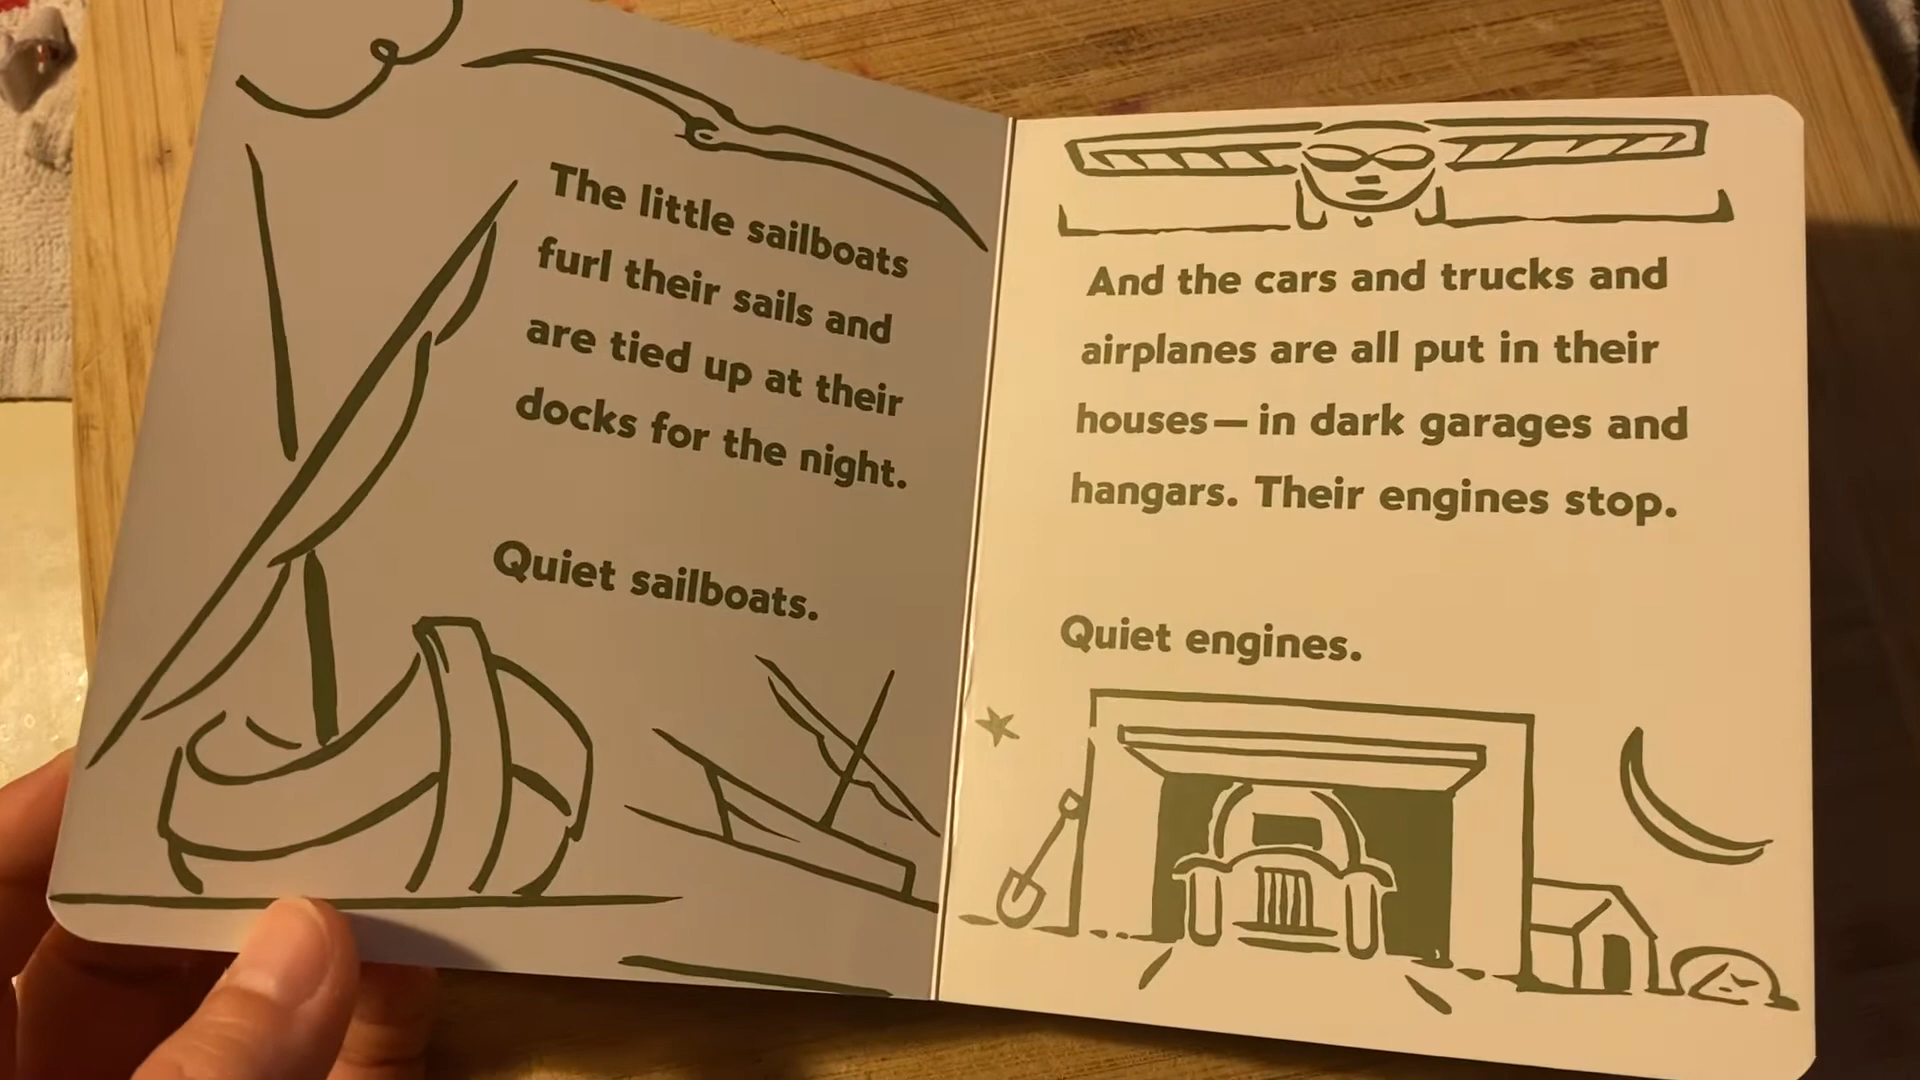 The little sailboats
furl their sails and
are tied up at their
docks for the night.
Quiet sailboats.
And the cars and trucks and
airplanes are all put in their
houses—in dark garages and
hangars. Their engines stop.
Quiet engines.